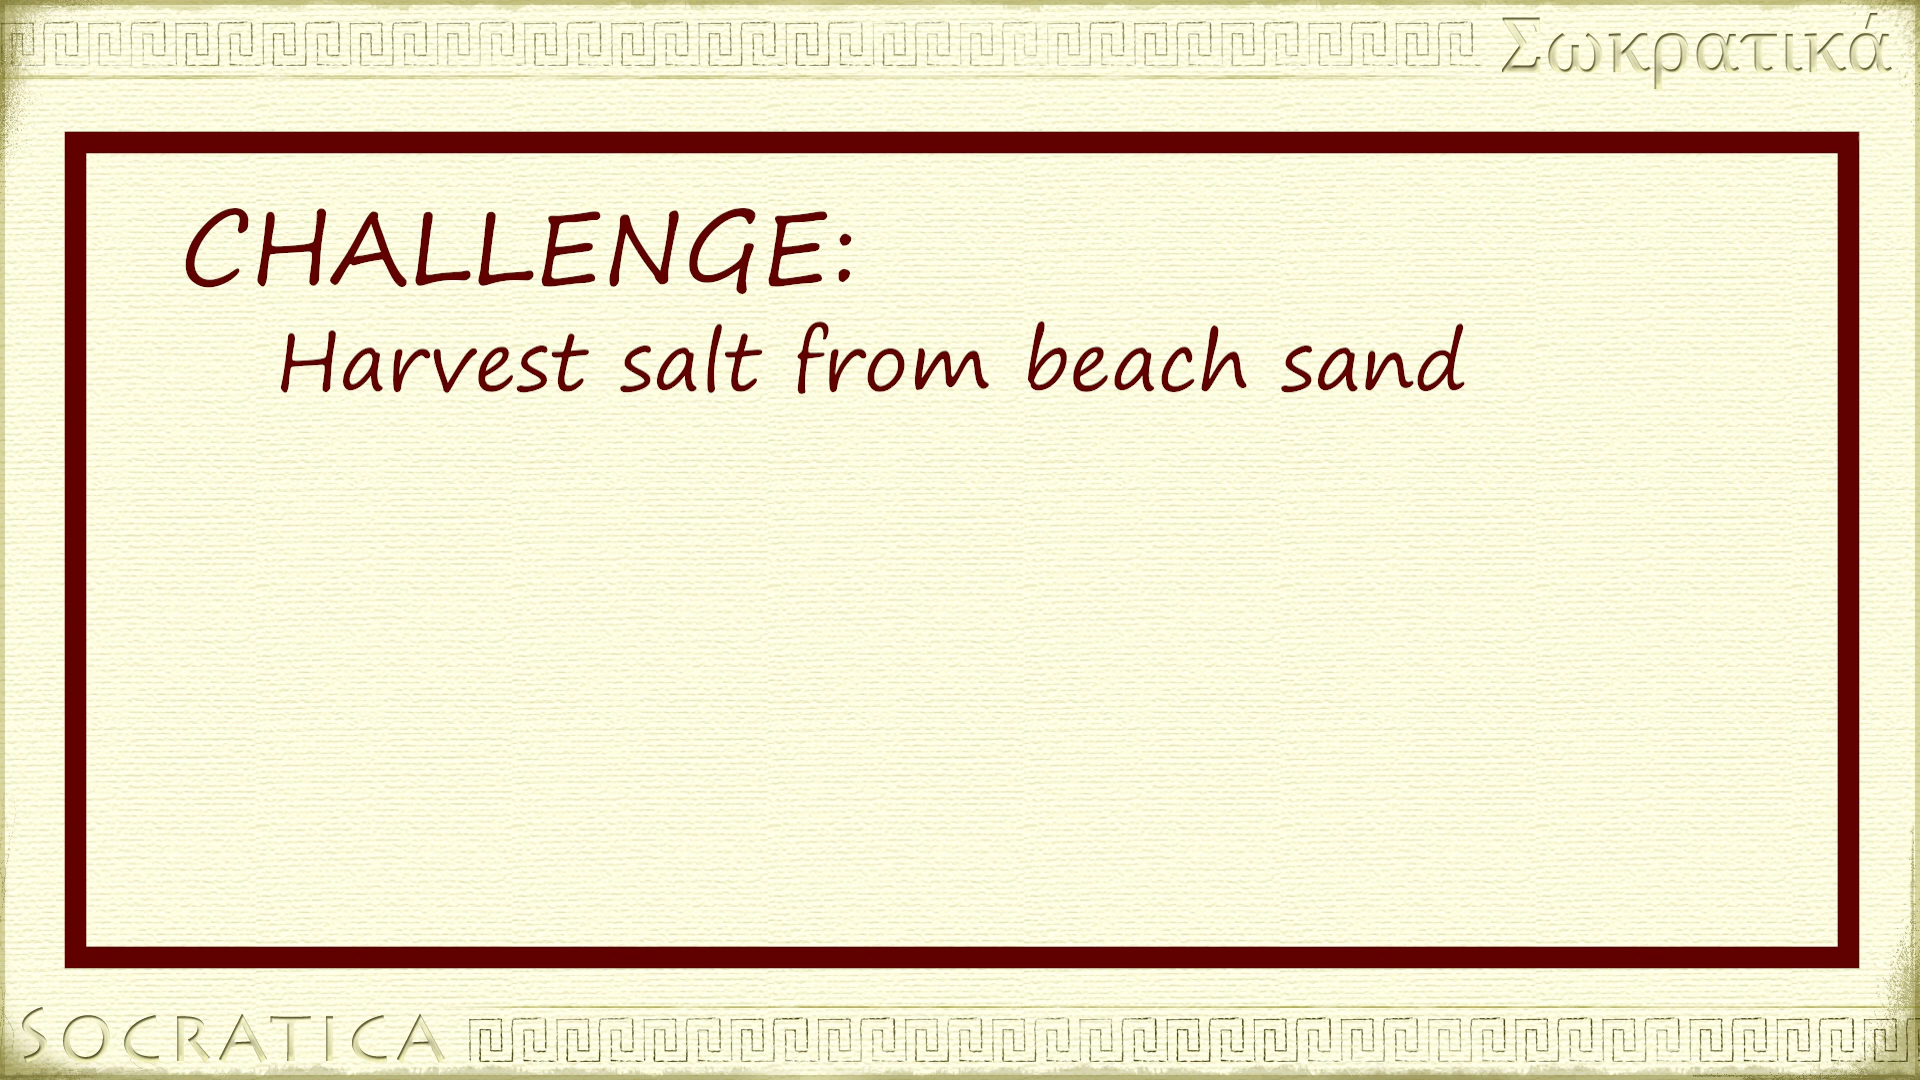 Σωκρατικά
CHALLENGE:
Harvest salt from beach sand
SOCRATICA